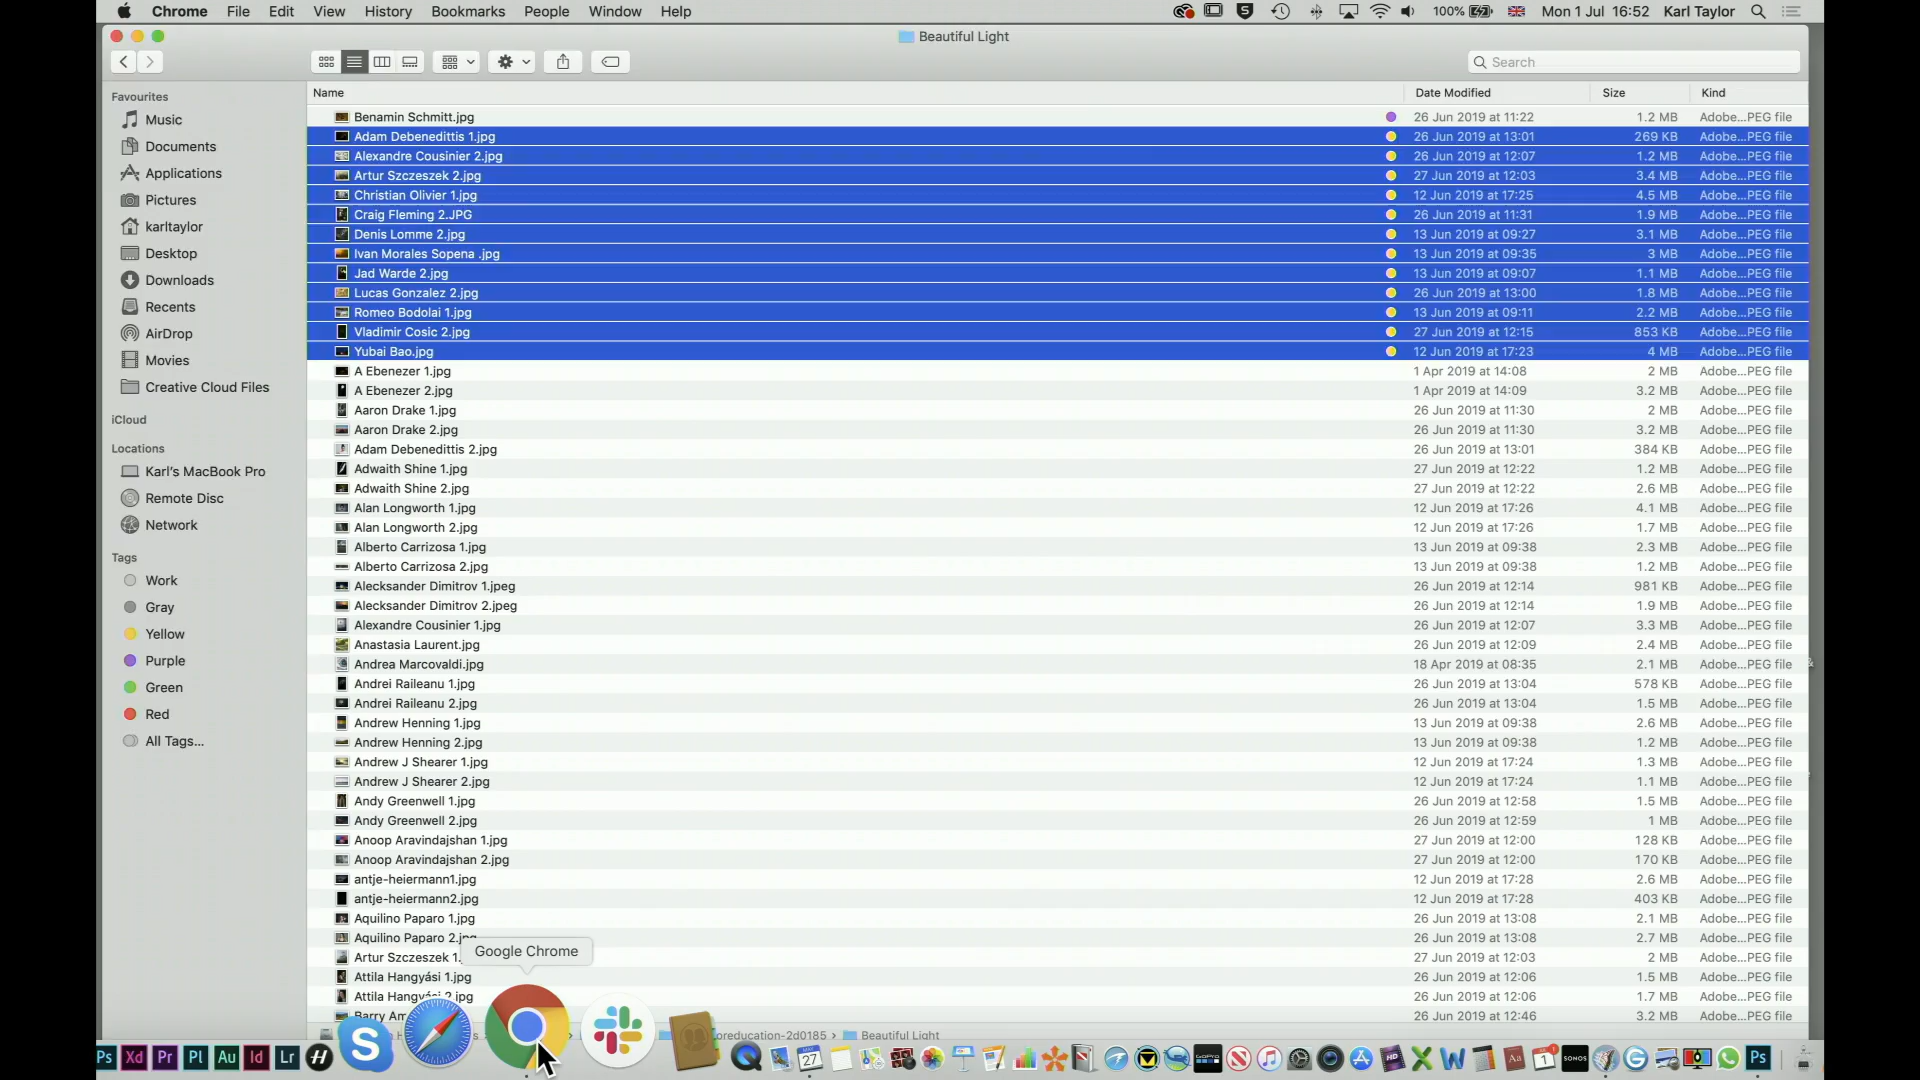 Chrome File Edit View History Bookmarks People Window Help 100% Mon 1 Jul 16:52 Karl Taylor
Beautiful Light
Search
Name Date Modified Size Kind
Favourites
Music
Documents
Applications
Pictures
karltaylor
Desktop
Downloads
Recents
AirDrop
Movies
Creative Cloud Files
iCloud
Locations
Karl's MacBook Pro
Remote Disc
Network
Tags
Work
Gray
Yellow
Purple
Green
Red
All Tags...
Benamin Schmitt.jpg 26 Jun 2019 at 11:22 1.2 MB Adobe...PEG file
Adam Debenedittis 1.jpg 26 Jun 2019 at 13:01 269 KB Adobe...PEG file
Alexandre Cousinier 2.jpg 26 Jun 2019 at 12:07 1.2 MB Adobe...PEG file
Artur Szczeszek 2.jpg 27 Jun 2019 at 12:03 3.4 MB Adobe...PEG file
Christian Olivier 1.jpg 12 Jun 2019 at 17:25 4.5 MB Adobe...PEG file
Craig Fleming 2.JPG 26 Jun 2019 at 11:31 1.9 MB Adobe...PEG file
Denis Lomme 2.jpg 13 Jun 2019 at 09:27 3.1 MB Adobe...PEG file
Ivan Morales Sopena .jpg 13 Jun 2019 at 09:35 3 MB Adobe...PEG file
Jad Warde 2.jpg 13 Jun 2019 at 09:07 1.1 MB Adobe...PEG file
Lucas Gonzalez 2.jpg 26 Jun 2019 at 13:00 1.8 MB Adobe...PEG file
Romeo Bodolai 1.jpg 13 Jun 2019 at 09:11 2.2 MB Adobe...PEG file
Vladimir Cosic 2.jpg 27 Jun 2019 at 12:15 853 KB Adobe...PEG file
Yubai Bao.jpg 12 Jun 2019 at 17:23 4 MB Adobe...PEG file
A Ebenezer 1.jpg 1 Apr 2019 at 14:08 2 MB Adobe...PEG file
A Ebenezer 2.jpg 1 Apr 2019 at 14:09 3.2 MB Adobe...PEG file
Aaron Drake 1.jpg 26 Jun 2019 at 11:30 2 MB Adobe...PEG file
Aaron Drake 2.jpg 26 Jun 2019 at 11:30 3.2 MB Adobe...PEG file
Adam Debenedittis 2.jpg 26 Jun 2019 at 13:01 384 KB Adobe...PEG file
Adwaith Shine 1.jpg 27 Jun 2019 at 12:22 1.2 MB Adobe...PEG file
Adwaith Shine 2.jpg 27 Jun 2019 at 12:22 2.6 MB Adobe...PEG file
Alan Longworth 1.jpg 12 Jun 2019 at 17:26 4.1 MB Adobe...PEG file
Alan Longworth 2.jpg 12 Jun 2019 at 17:26 1.7 MB Adobe...PEG file
Alberto Carrizosa 1.jpg 13 Jun 2019 at 09:38 2.3 MB Adobe...PEG file
Alberto Carrizosa 2.jpg 13 Jun 2019 at 09:38 1.2 MB Adobe...PEG file
Alecksander Dimitrov 1.jpeg 26 Jun 2019 at 12:14 981 KB Adobe...PEG file
Alecksander Dimitrov 2.jpeg 26 Jun 2019 at 12:14 1.9 MB Adobe...PEG file
Alexandre Cousinier 1.jpg 26 Jun 2019 at 12:07 3.3 MB Adobe...PEG file
Anastasia Laurent.jpg 26 Jun 2019 at 12:09 2.4 MB Adobe...PEG file
Andrea Marcovaldi.jpg 18 Apr 2019 at 08:35 2.1 MB Adobe...PEG file
Andrei Raileanu 1.jpg 26 Jun 2019 at 13:04 578 KB Adobe...PEG file
Andrei Raileanu 2.jpg 26 Jun 2019 at 13:04 1.5 MB Adobe...PEG file
Andrew Henning 1.jpg 13 Jun 2019 at 09:38 2.6 MB Adobe...PEG file
Andrew Henning 2.jpg 13 Jun 2019 at 09:38 1.2 MB Adobe...PEG file
Andrew J Shearer 1.jpg 12 Jun 2019 at 17:24 1.3 MB Adobe...PEG file
Andrew J Shearer 2.jpg 12 Jun 2019 at 17:24 1.1 MB Adobe...PEG file
Andy Greenwell 1.jpg 26 Jun 2019 at 12:58 1.5 MB Adobe...PEG file
Andy Greenwell 2.jpg 26 Jun 2019 at 12:59 1 MB Adobe...PEG file
Anoop Aravindajshan 1.jpg 27 Jun 2019 at 12:00 128 KB Adobe...PEG file
Anoop Aravindajshan 2.jpg 27 Jun 2019 at 12:00 170 KB Adobe...PEG file
antje-heiermann1.jpg 12 Jun 2019 at 17:28 2.6 MB Adobe...PEG file
antje-heiermann2.jpg 12 Jun 2019 at 17:28 403 KB Adobe...PEG file
Aquilino Paparo 1.jpg 26 Jun 2019 at 13:08 2.1 MB Adobe...PEG file
Aquilino Paparo 2.jpg 26 Jun 2019 at 13:08 2.7 MB Adobe...PEG file
Artur Szczeszek 1. 27 Jun 2019 at 12:03 2 MB Adobe...PEG file
Attila Hangyási 1.jpg 26 Jun 2019 at 12:06 1.5 MB Adobe...PEG file
Attila Hangyási 2.jpg 26 Jun 2019 at 12:06 1.7 MB Adobe...PEG file
Barry Am 26 Jun 2019 at 12:46 3.2 MB Adobe...PEG file
Google Chrome
oreducation-2d0185 › Beautiful Light
Ps Xd Pr Pl Au Id Lr H S 27 GOPRO HD X W Aa 1 SONOS G Ps